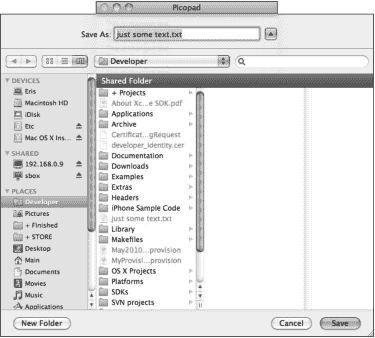 Picopad
Save As: just some text.txt
Developer
DEVICES
Eris
Macintosh HD
iDisk
Etc
Mac OS X Ins...
SHARED
192.168.0.9
sbox
PLACES
Developer
Pictures
+ Finished
+ STORE
Desktop
Main
Documents
Movies
Music
Applications
Shared Folder
+ Projects
About Xc...e SDK.pdf
Applications
Archive
Certificat...gRequest
developer_identity.cer
Documentation
Downloads
Examples
Extras
Headers
iPhone Sample Code
just some text.txt
Library
Makefiles
May2010...provision
MyProvisi...provision
OS X Projects
Platforms
SDKs
SVN projects
New Folder
Cancel
Save